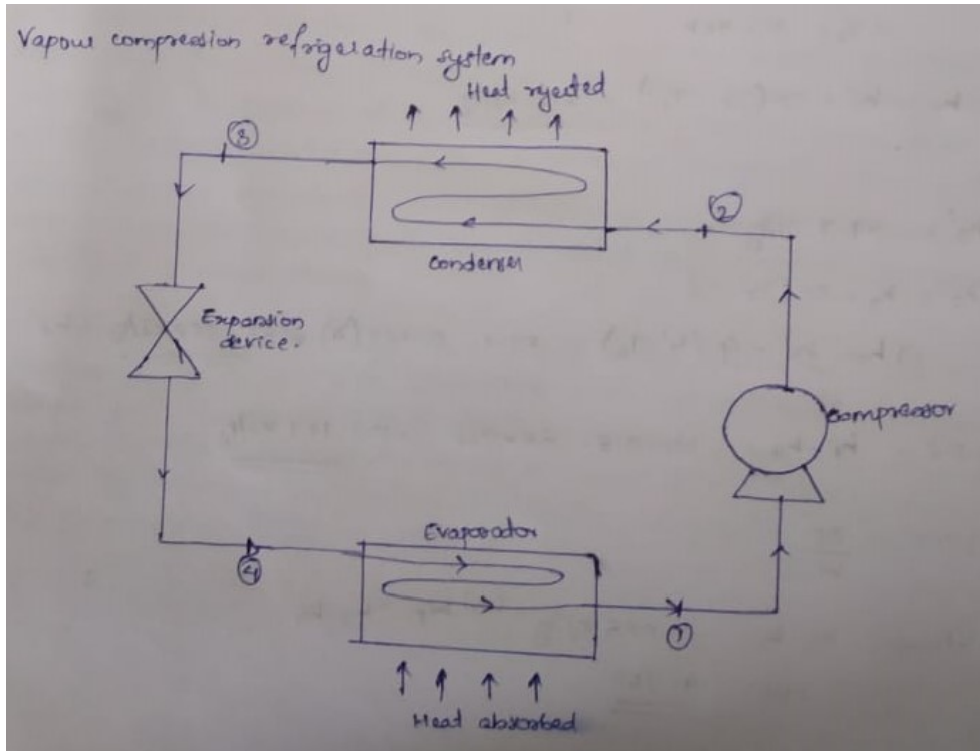 Vapour compression refrigeration system
Heat rejected
3
2
Condenser
Expansion
device.
Compressor
Evaporator
4
1
Heat absorbed